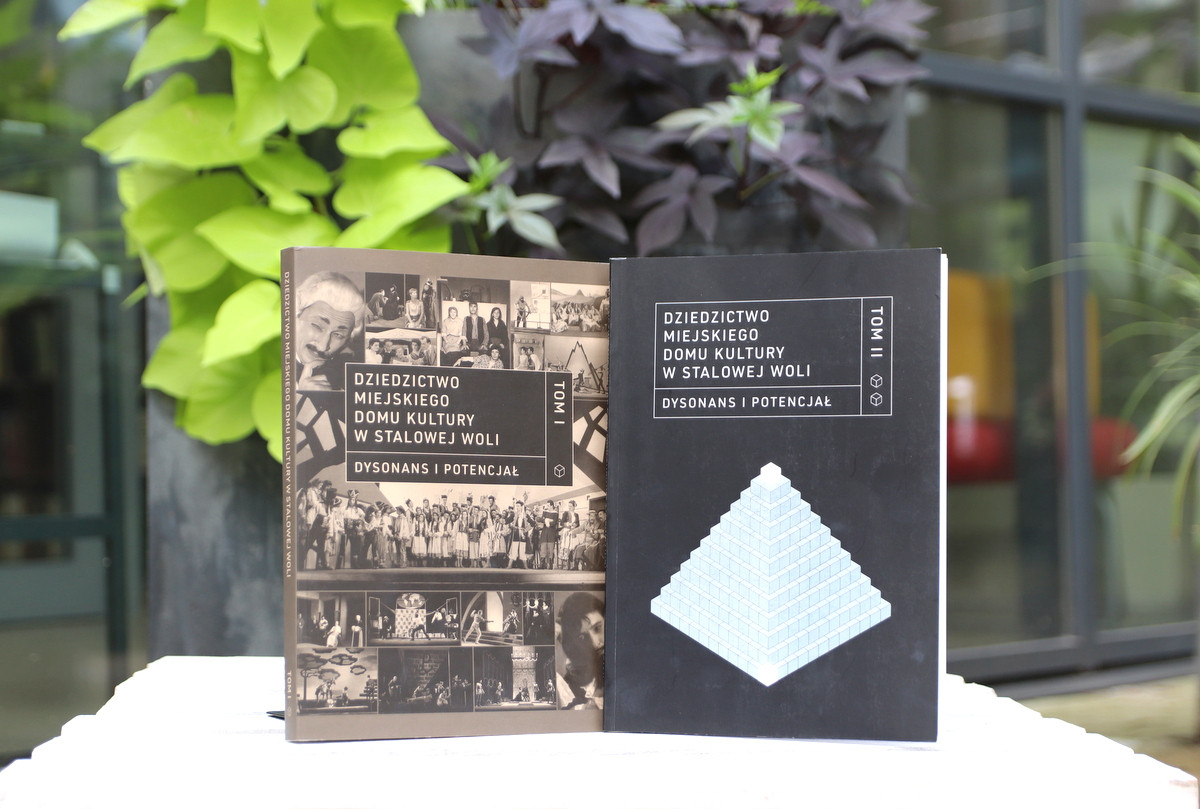 DZIEDZICTWO MIEJSKIEGO DOMU KULTURY W STALOWEJ WOLI
TOM I
DZIEDZICTWO
MIEJSKIEGO
DOMU KULTURY
W STALOWEJ WOLI
TOM I
DYSONANS I POTENCJAŁ
DZIEDZICTWO
MIEJSKIEGO
DOMU KULTURY
W STALOWEJ WOLI
TOM II
DYSONANS I POTENCJAŁ